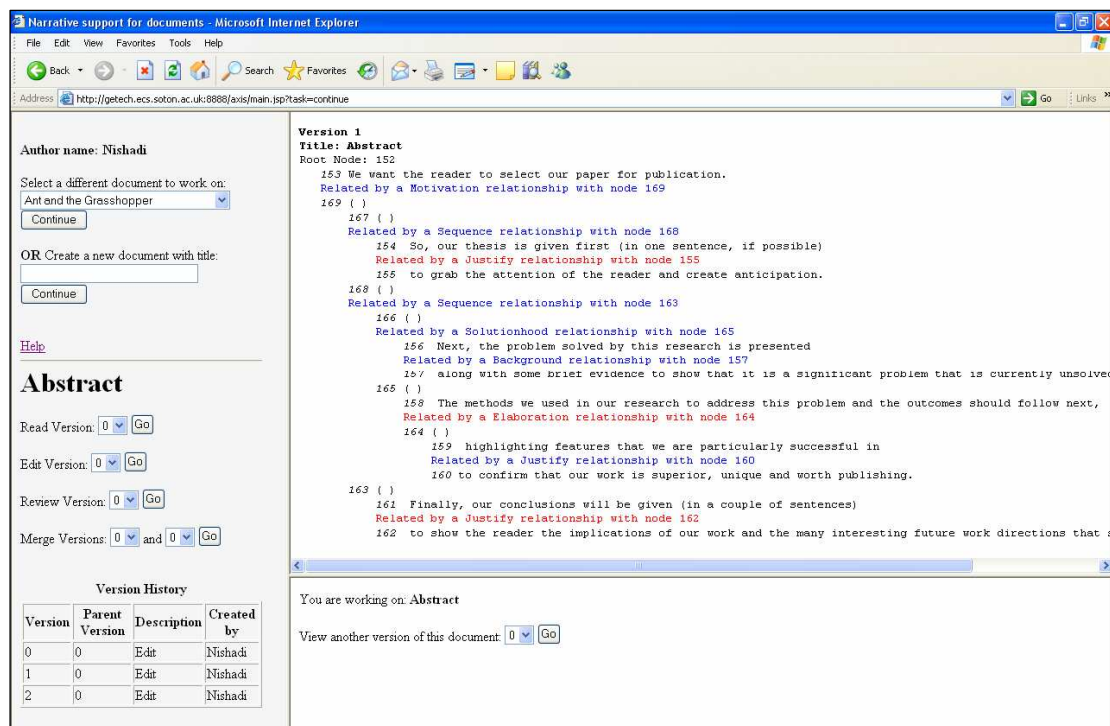 Narrative support for documents - Microsoft Internet Explorer
File Edit View Favorites Tools Help
Back Search Favorites
Address http://getech.ecs.soton.ac.uk:8888/axis/main.jsp?task=continue Go Links »
Author name: Nishadi
Select a different document to work on:
Ant and the Grasshopper
Continue
OR Create a new document with title:
Continue
Help
Abstract
Read Version: 0 Go
Edit Version: 0 Go
Review Version: 0 Go
Merge Versions: 0 and 0 Go
Version History
Version Parent Version Description Created by
0 0 Edit Nishadi
1 0 Edit Nishadi
2 0 Edit Nishadi
Version 1
Title: Abstract
Root Node: 152
153 We want the reader to select our paper for publication.
Related by a Motivation relationship with node 169
169 ( )
167 ( )
Related by a Sequence relationship with node 168
154 So, our thesis is given first (in one sentence, if possible)
Related by a Justify relationship with node 155
155 to grab the attention of the reader and create anticipation.
168 ( )
Related by a Sequence relationship with node 163
166 ( )
Related by a Solutionhood relationship with node 165
156 Next, the problem solved by this research is presented
Related by a Background relationship with node 157
157 along with some brief evidence to show that it is a significant problem that is currently unsolved
165 ( )
158 The methods we used in our research to address this problem and the outcomes should follow next,
Related by a Elaboration relationship with node 164
164 ( )
159 highlighting features that we are particularly successful in
Related by a Justify relationship with node 160
160 to confirm that our work is superior, unique and worth publishing.
163 ( )
161 Finally, our conclusions will be given (in a couple of sentences)
Related by a Justify relationship with node 162
162 to show the reader the implications of our work and the many interesting future work directions that s
You are working on: Abstract
View another version of this document: 0 Go